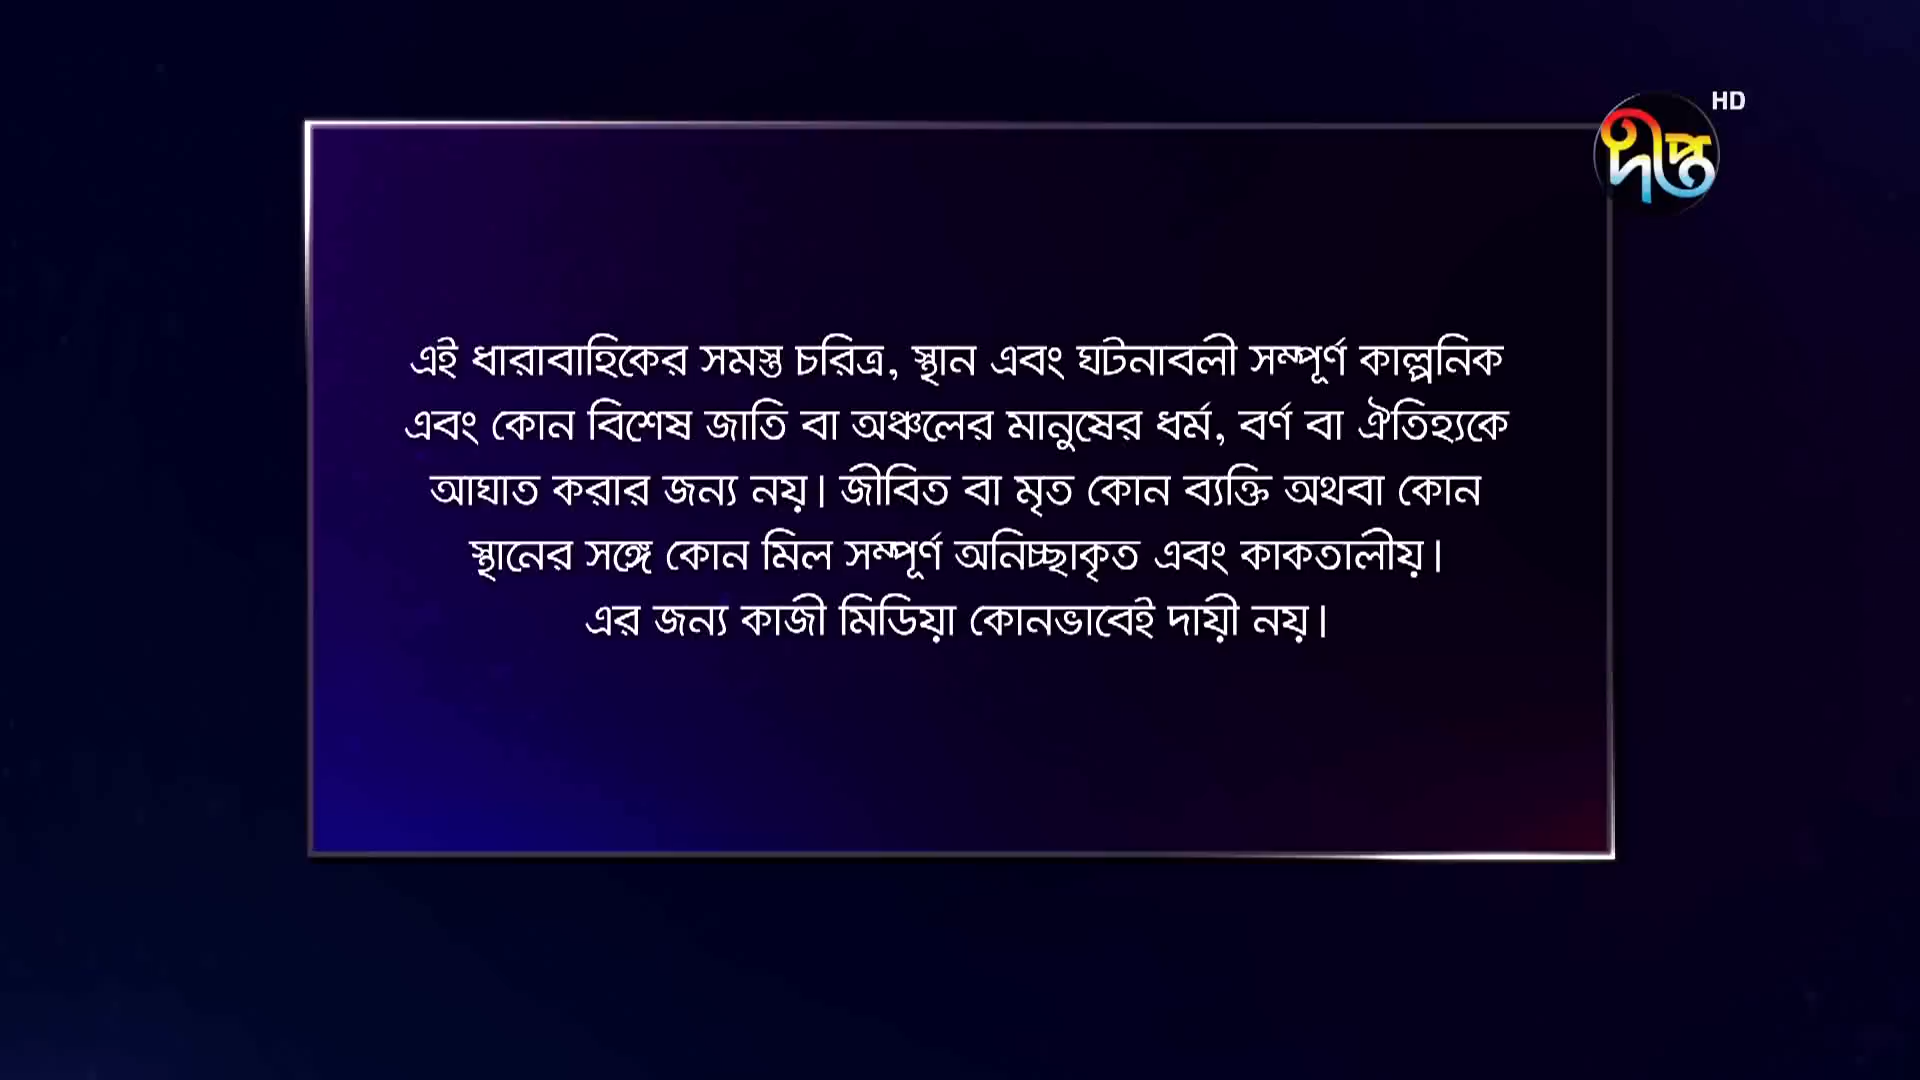 HD
দীপ্ত
এই ধারাবাহিকের সমস্ত চরিত্র, স্থান এবং ঘটনাবলী সম্পূর্ণ কাল্পনিক
এবং কোন বিশেষ জাতি বা অঞ্চলের মানুষের ধর্ম, বর্ণ বা ঐতিহ্যকে
আঘাত করার জন্য নয়। জীবিত বা মৃত কোন ব্যক্তি অথবা কোন
স্থানের সঙ্গে কোন মিল সম্পূর্ণ অনিচ্ছাকৃত এবং কাকতালীয়।
এর জন্য কাজী মিডিয়া কোনভাবেই দায়ী নয়।